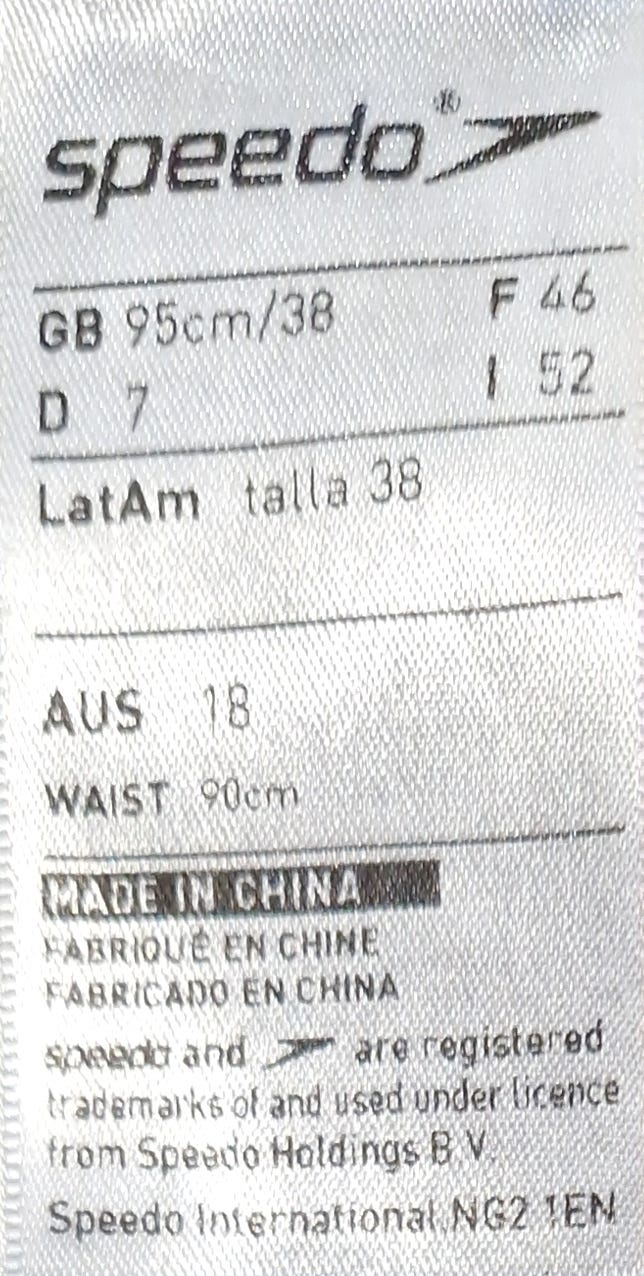 speedo®
GB 95cm/38 F 46
D 7 I 52
LatAm talla 38
AUS 18
WAIST 90cm
MADE IN CHINA
FABRIQUÉ EN CHINE
FABRICADO EN CHINA
speedo and are registered
trademarks of and used under licence
from Speedo Holdings B.V.
Speedo International, NG2 1EN